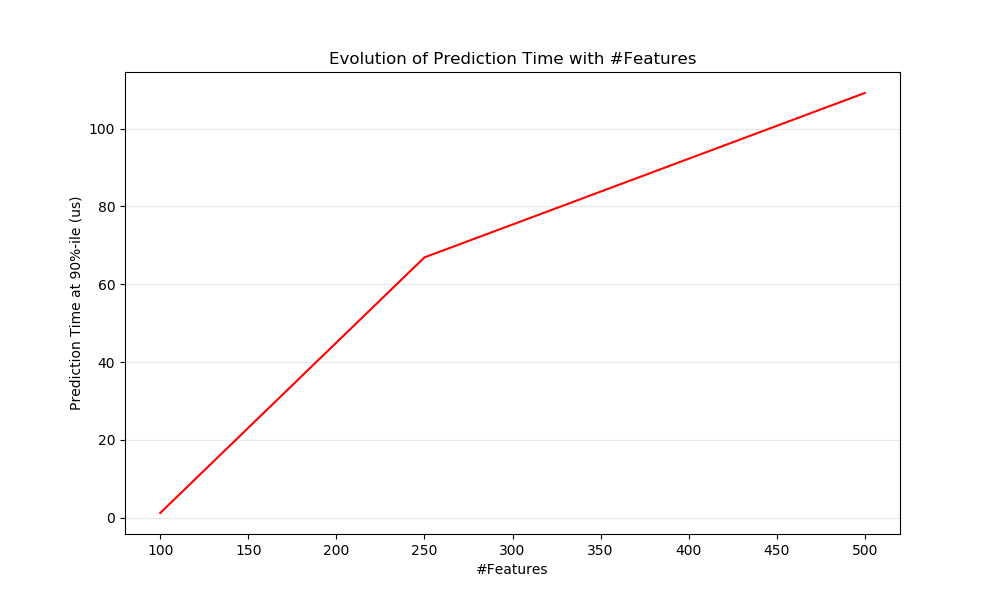 Evolution of Prediction Time with #Features
Prediction Time at 90%-ile (us)
100
80
60
40
20
0
100 150 200 250 300 350 400 450 500
#Features